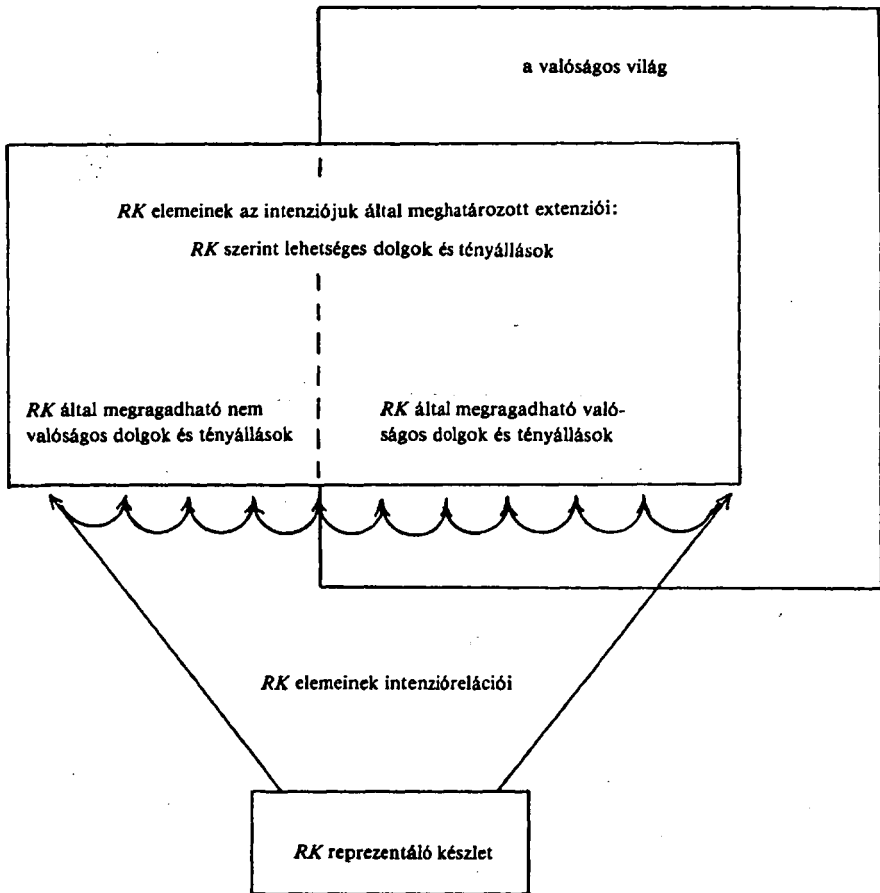 a valóságos világ
RK elemeinek az intenziójuk által meghatározott extenziói:
RK szerint lehetséges dolgok és tényállások
RK által megragadható nem
valóságos dolgok és tényállások
RK által megragadható való-
ságos dolgok és tényállások
RK elemeinek intenziórelációi
RK reprezentáló készlet